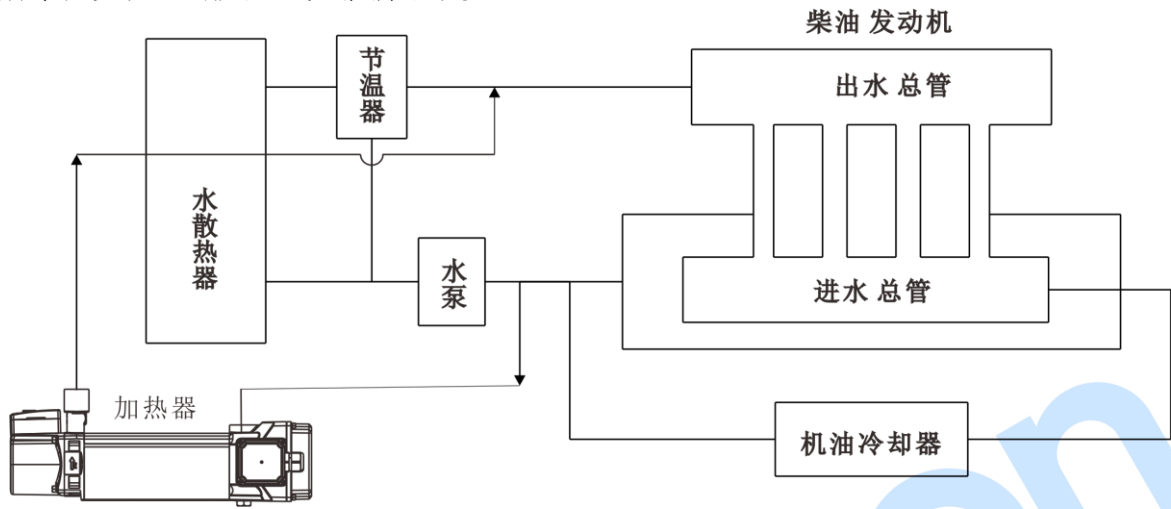 柴油 发动机
节温器
出水 总管
水散热器
水泵
进水 总管
加热器
机油冷却器